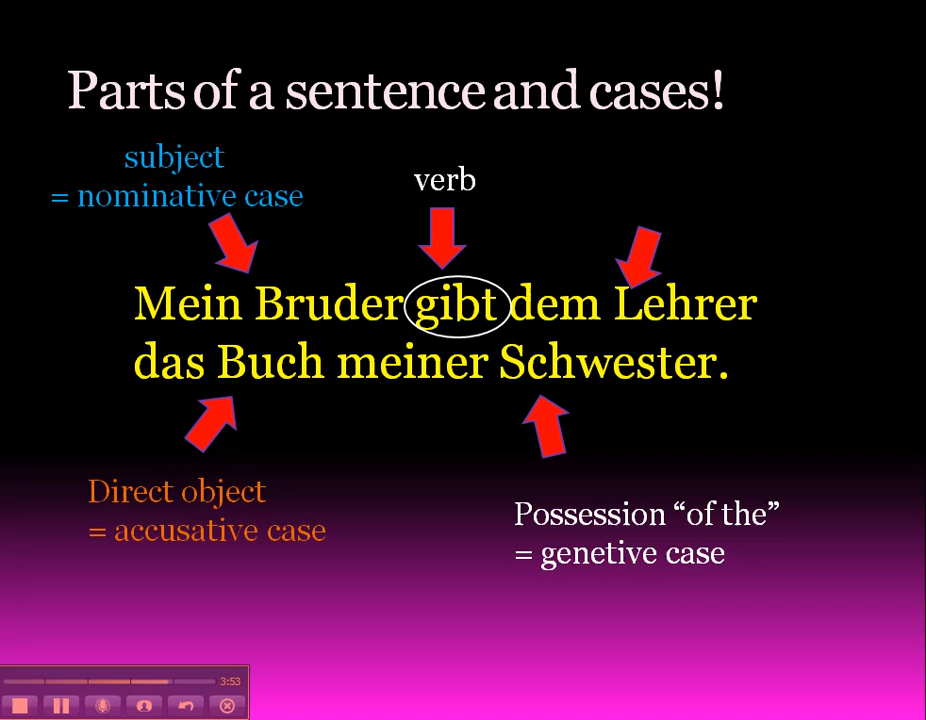 Parts of a sentence and cases!
subject
= nominative case
verb
Mein Bruder gibt dem Lehrer
das Buch meiner Schwester.
Direct object
= accusative case
Possession “of the”
= genetive case
3:53